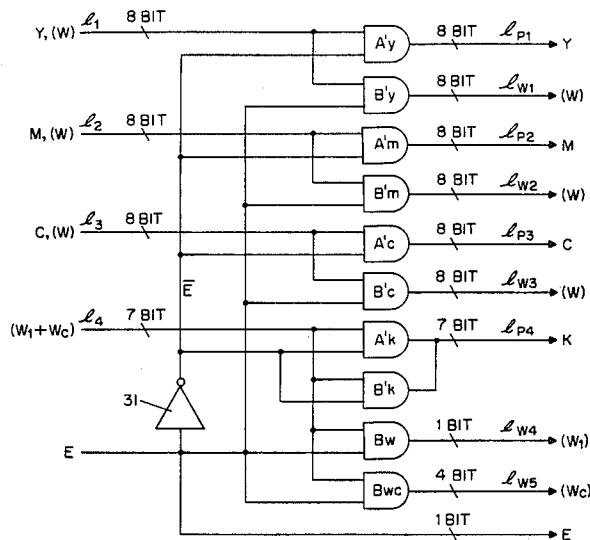 Y, (W) ℓ1 8 BIT A'y 8 BIT ℓP1 Y
B'y 8 BIT ℓW1 (W)
M, (W) ℓ2 8 BIT A'm 8 BIT ℓP2 M
B'm 8 BIT ℓW2 (W)
C, (W) ℓ3 8 BIT A'c 8 BIT ℓP3 C
E̅ B'c 8 BIT ℓW3 (W)
(W1+WC) ℓ4 7 BIT A'k 7 BIT ℓP4 K
31 B'k
E Bw 1 BIT ℓW4 (W1)
Bwc 4 BIT ℓW5 (WC)
1 BIT E